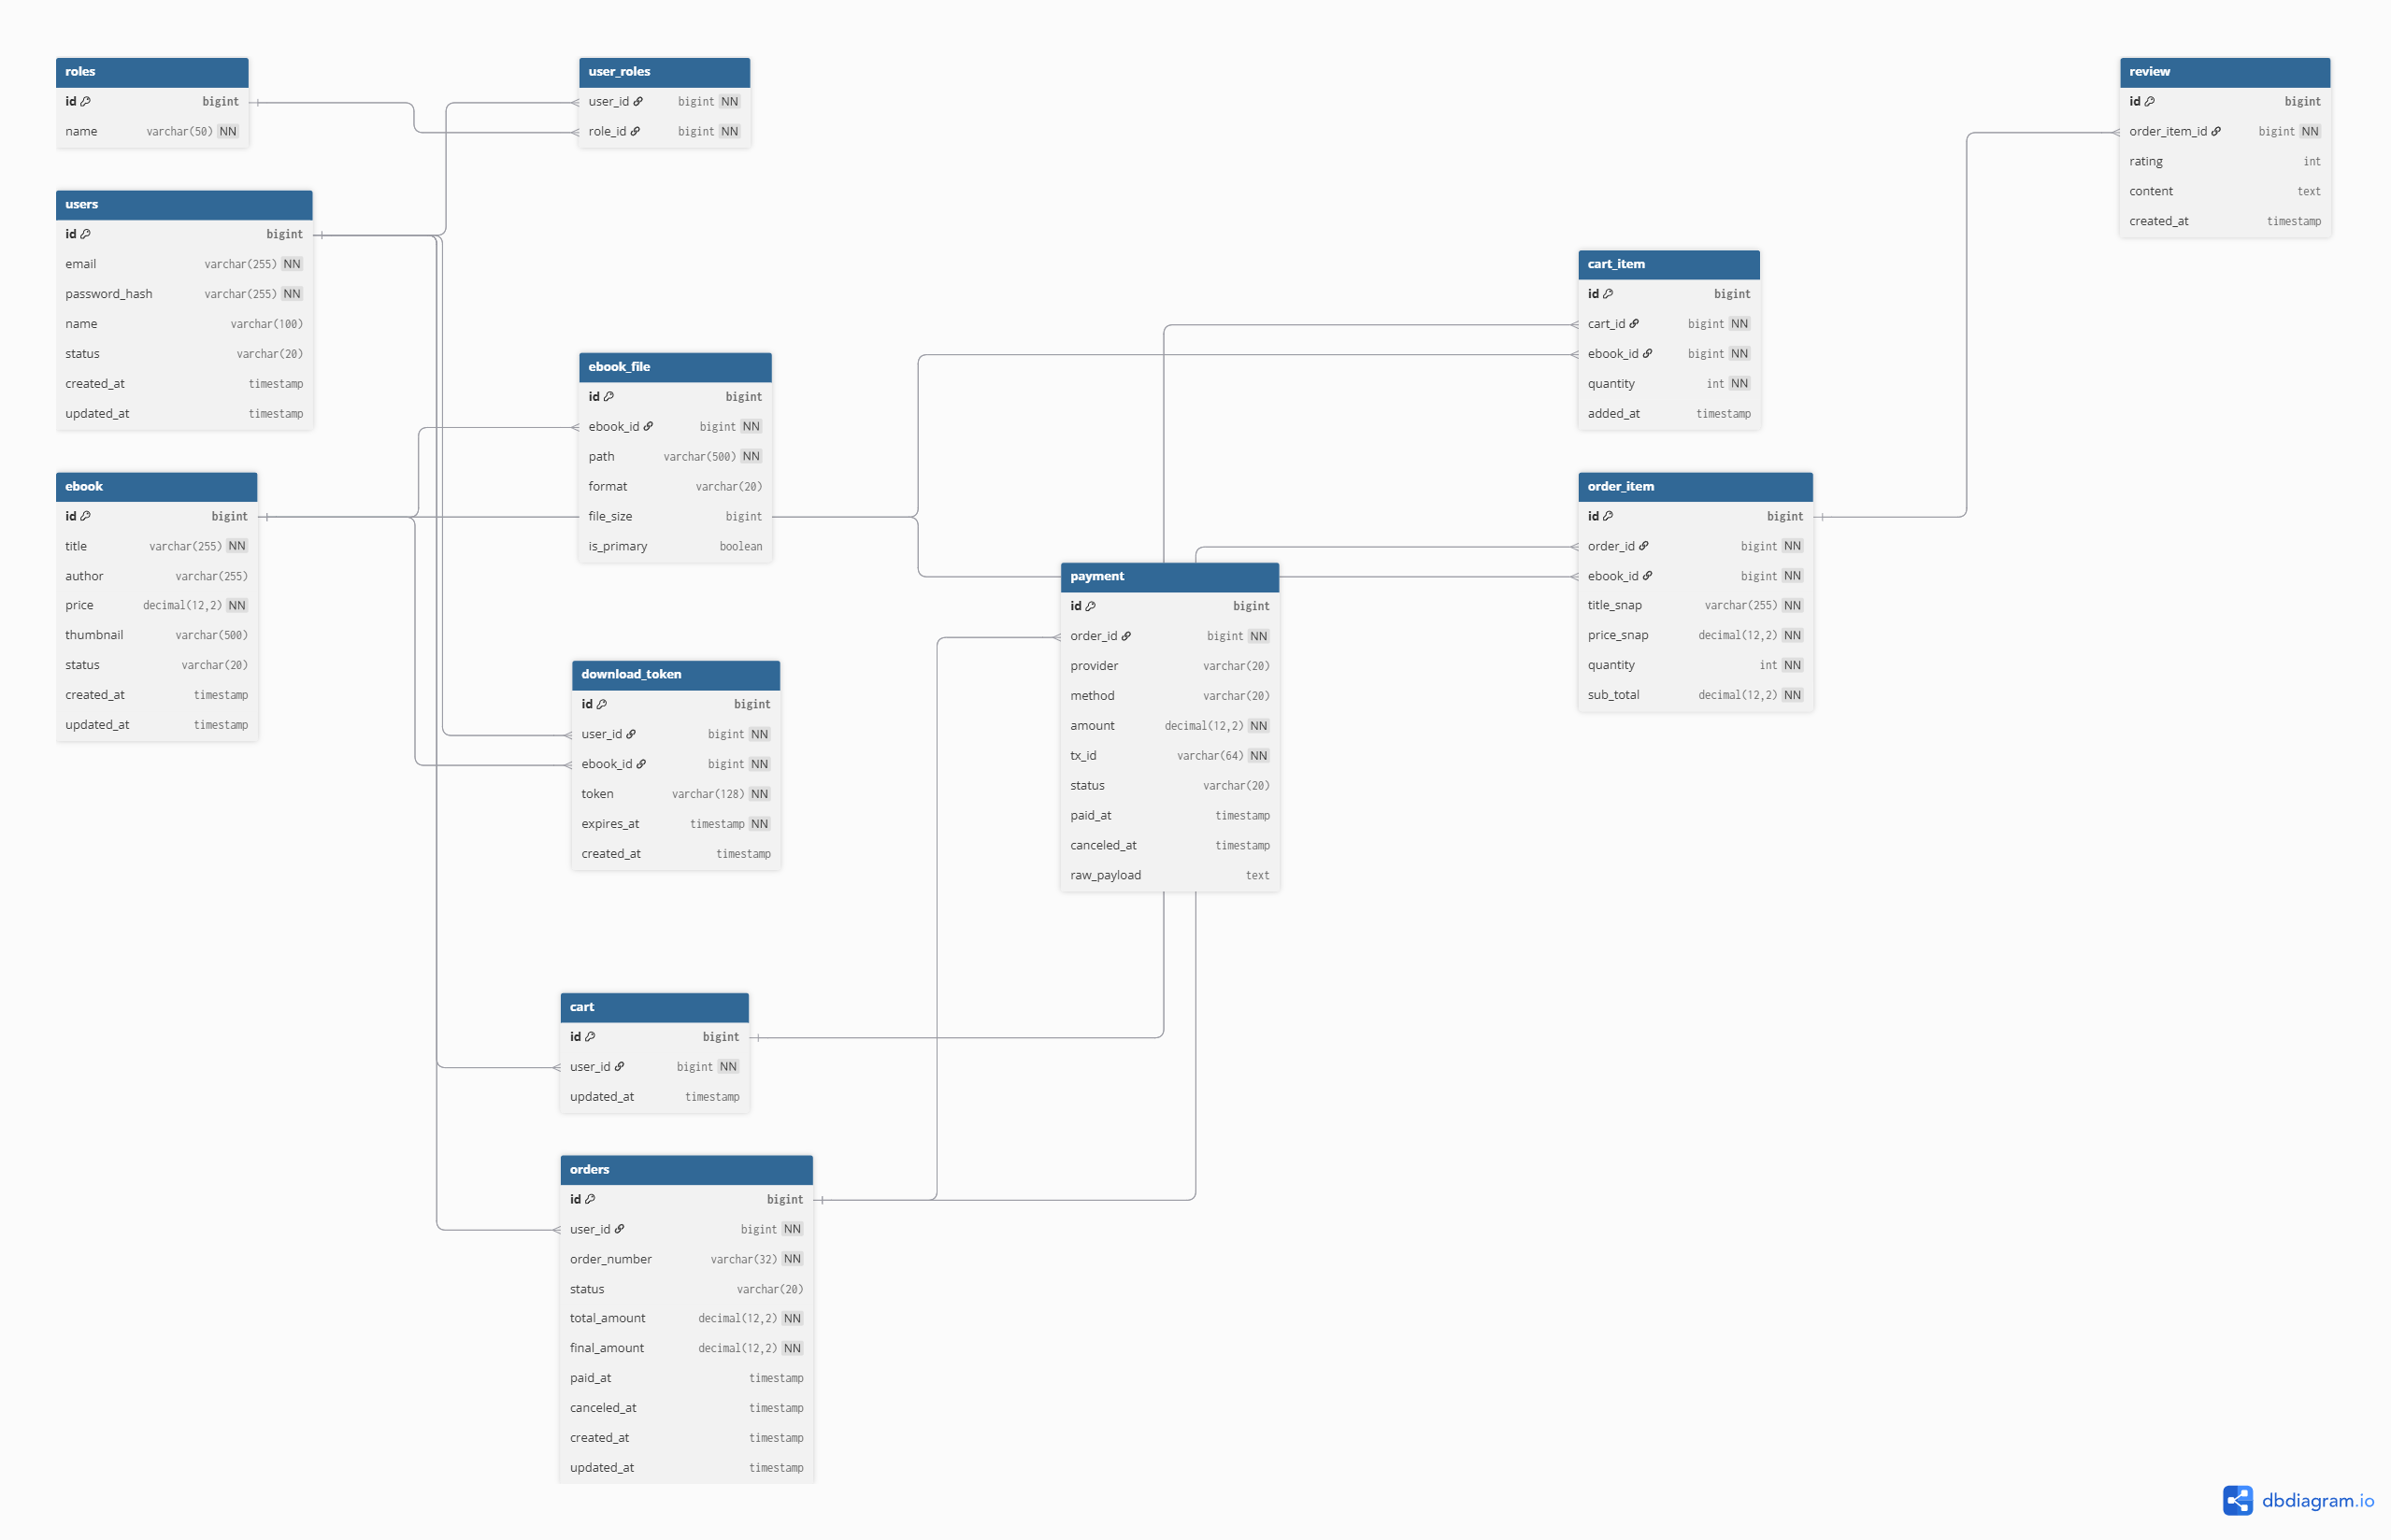 roles
id bigint
name varchar(50) NN
user_roles
user_id bigint NN
role_id bigint NN
review
id bigint
order_item_id bigint NN
rating int
content text
created_at timestamp
users
id bigint
email varchar(255) NN
password_hash varchar(255) NN
name varchar(100)
status varchar(20)
created_at timestamp
updated_at timestamp
cart_item
id bigint
cart_id bigint NN
ebook_id bigint NN
quantity int NN
added_at timestamp
ebook_file
id bigint
ebook_id bigint NN
path varchar(500) NN
format varchar(20)
file_size bigint
is_primary boolean
ebook
id bigint
title varchar(255) NN
author varchar(255)
price decimal(12,2) NN
thumbnail varchar(500)
status varchar(20)
created_at timestamp
updated_at timestamp
order_item
id bigint
order_id bigint NN
ebook_id bigint NN
title_snap varchar(255) NN
price_snap decimal(12,2) NN
quantity int NN
sub_total decimal(12,2) NN
payment
id bigint
order_id bigint NN
provider varchar(20)
method varchar(20)
amount decimal(12,2) NN
tx_id varchar(64) NN
status varchar(20)
paid_at timestamp
canceled_at timestamp
raw_payload text
download_token
id bigint
user_id bigint NN
ebook_id bigint NN
token varchar(128) NN
expires_at timestamp NN
created_at timestamp
cart
id bigint
user_id bigint NN
updated_at timestamp
orders
id bigint
user_id bigint NN
order_number varchar(32) NN
status varchar(20)
total_amount decimal(12,2) NN
final_amount decimal(12,2) NN
paid_at timestamp
canceled_at timestamp
created_at timestamp
updated_at timestamp
dbdiagram.io